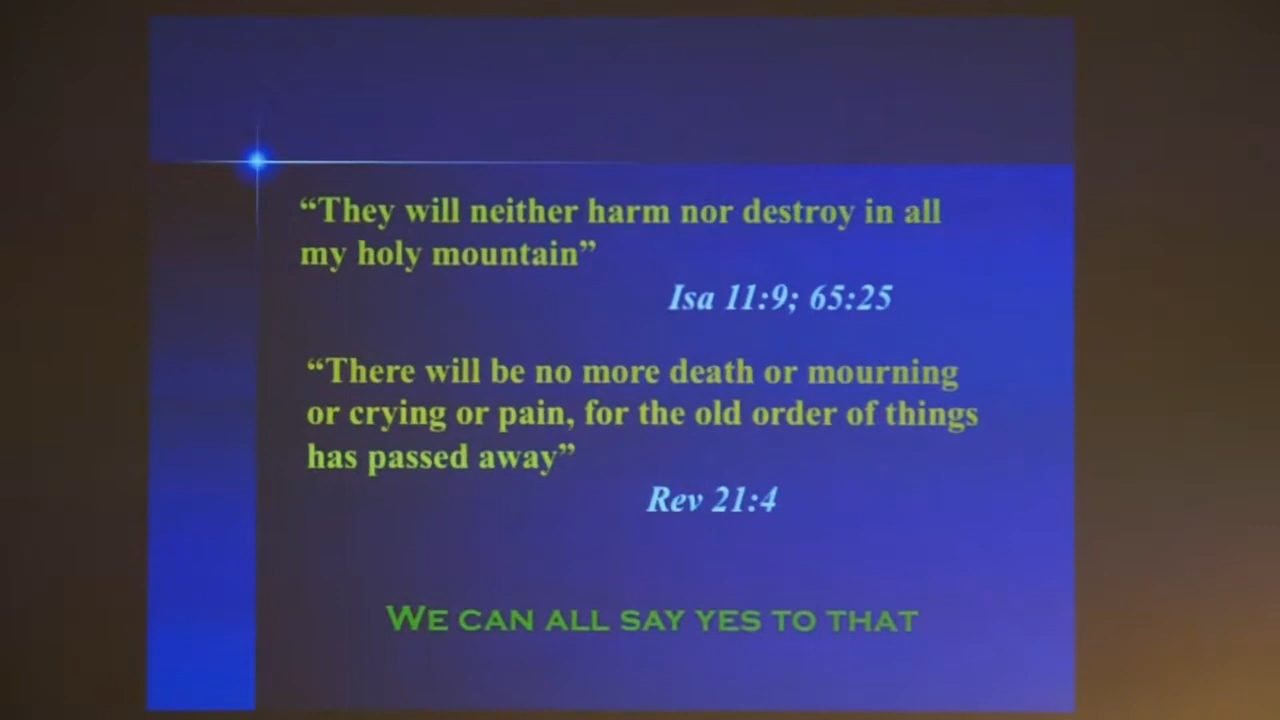 “They will neither harm nor destroy in all
my holy mountain”
Isa 11:9; 65:25
“There will be no more death or mourning
or crying or pain, for the old order of things
has passed away”
Rev 21:4
WE CAN ALL SAY YES TO THAT